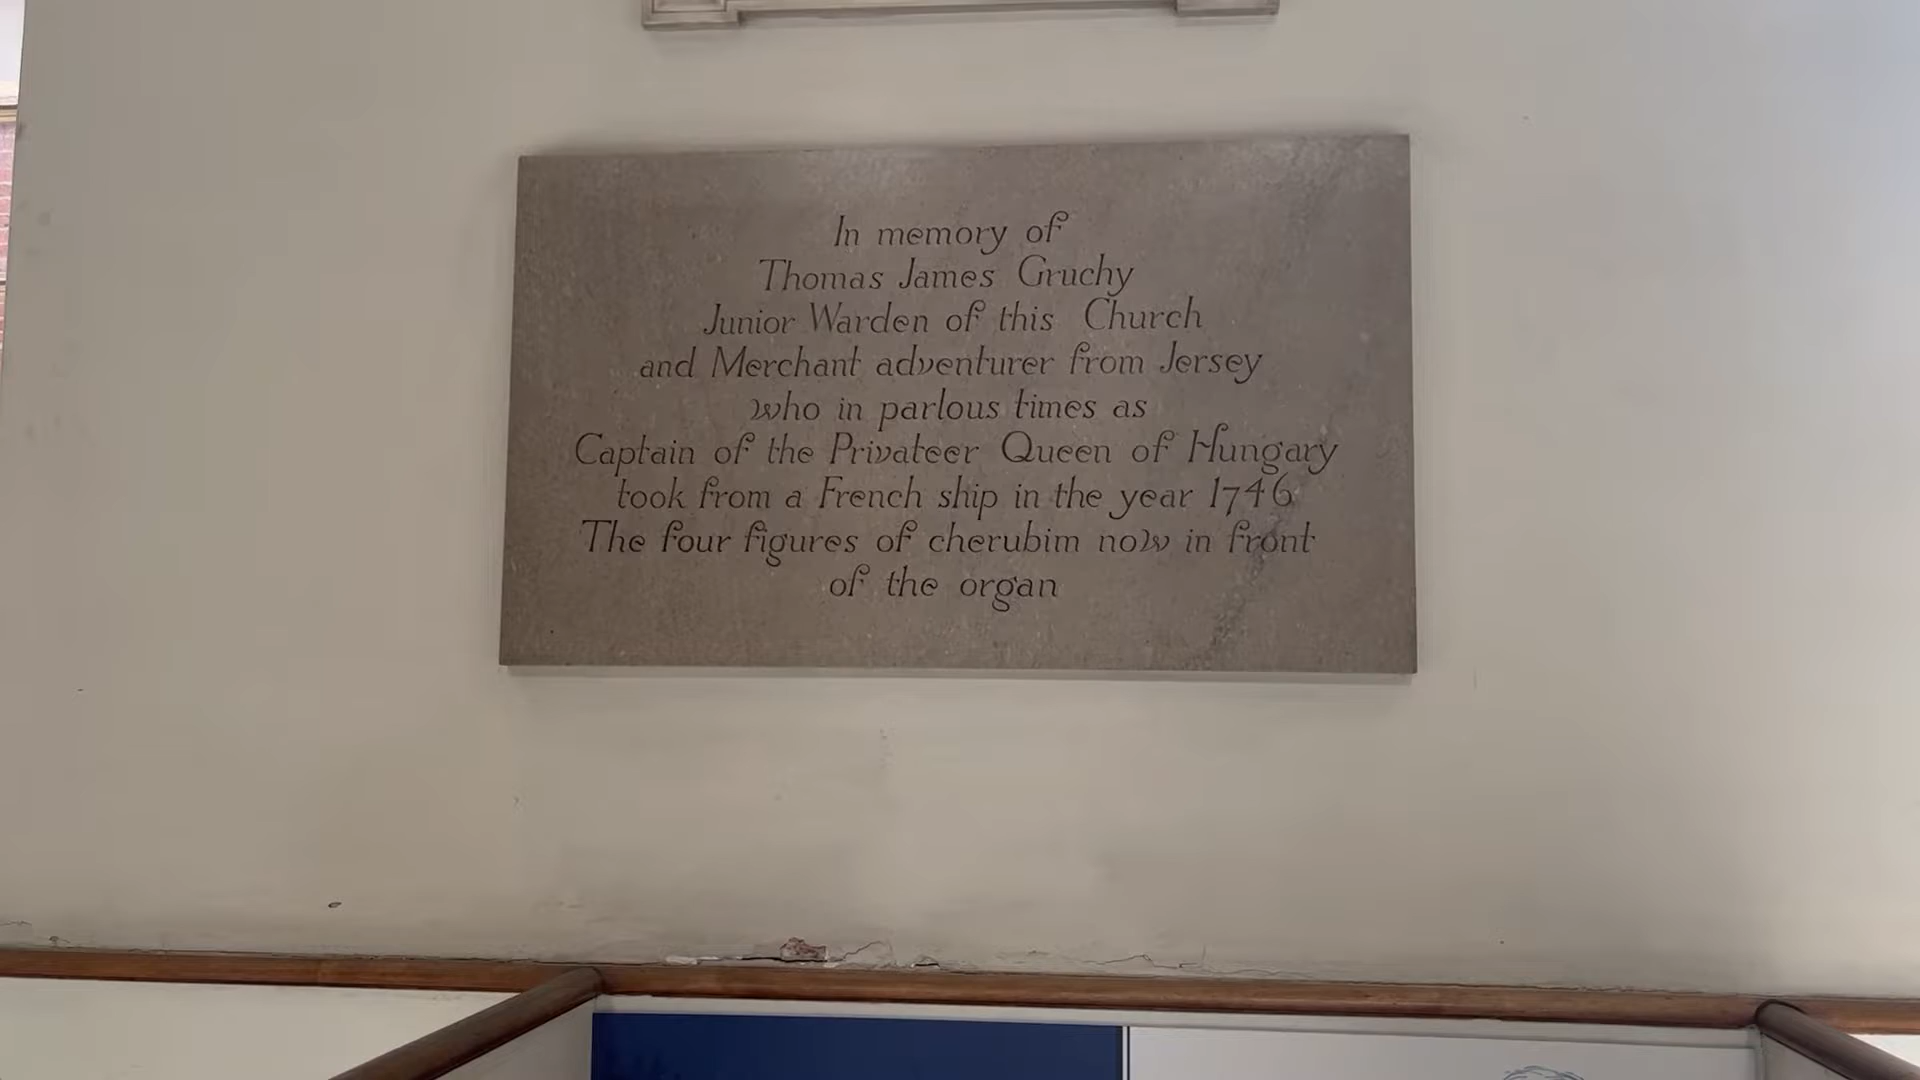 In memory of
Thomas James Gruchy
Junior Warden of this Church
and Merchant adventurer from Jersey
who in parlous times as
Captain of the Privateer Queen of Hungary
took from a French ship in the year 1746
The four figures of cherubim now in front
of the organ